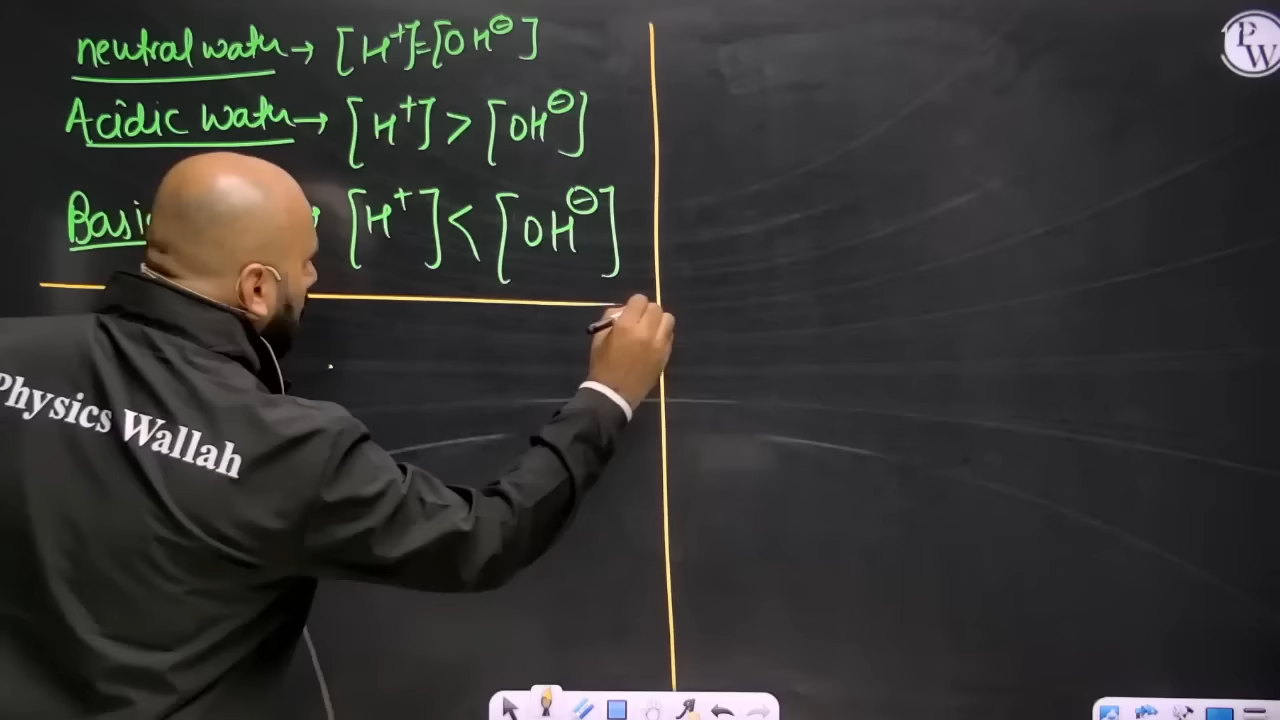 neutral water → [H⁺]=[OH⊖]
Acidic water → [H⁺] > [OH⊖]
[H⁺] < [OH⊖]
Physics Wallah
PW